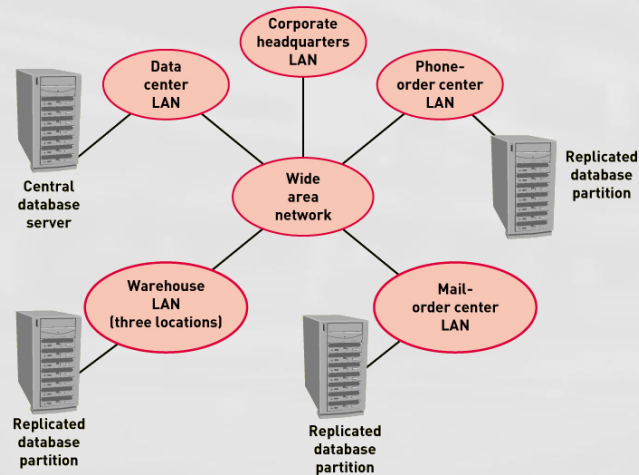 Corporate
headquarters
LAN
Data
center
LAN
Phone-
order center
LAN
Central
database
server
Replicated
database
partition
Wide
area
network
Warehouse
LAN
(three locations)
Mail-
order center
LAN
Replicated
database
partition
Replicated
database
partition